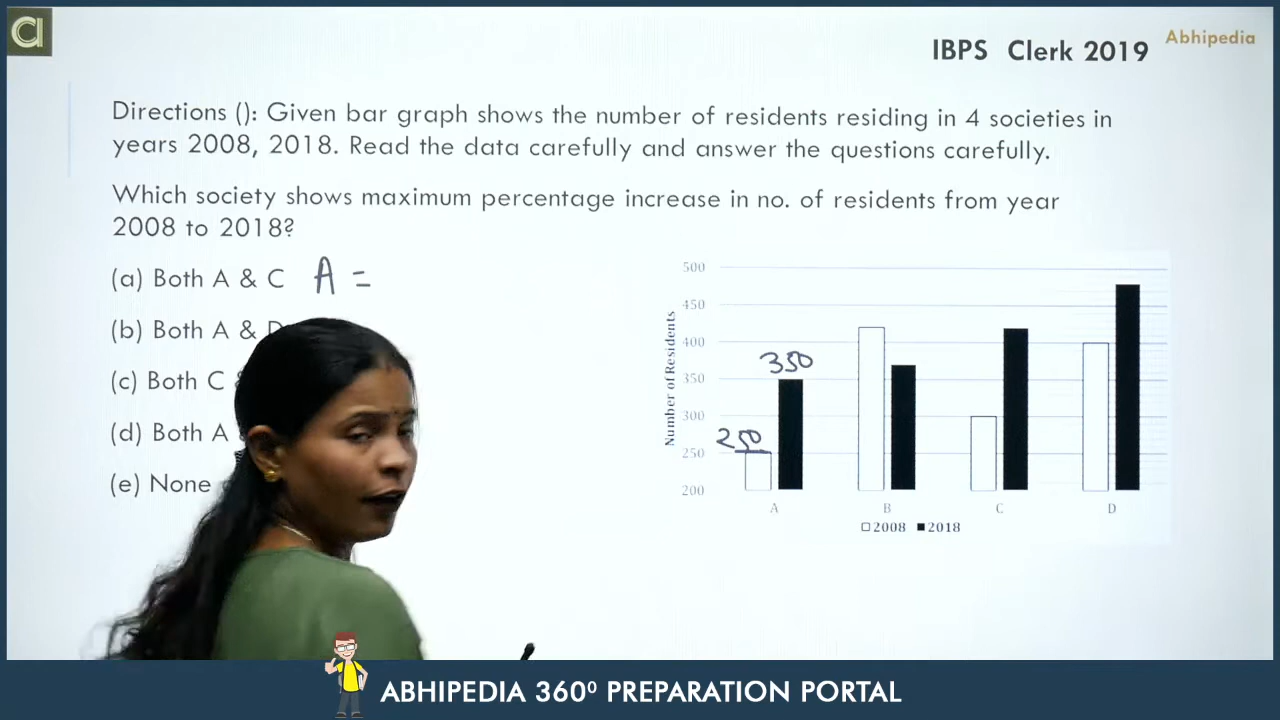 a
IBPS Clerk 2019
Abhipedia
Directions (): Given bar graph shows the number of residents residing in 4 societies in
years 2008, 2018. Read the data carefully and answer the questions carefully.
Which society shows maximum percentage increase in no. of residents from year
2008 to 2018?
(a) Both A & C A =
(b) Both A &
(c) Both C
(d) Both A
(e) None
Number of Residents
500
450
400
350
300
250
200
350
250
A B C D
2008 2018
ABHIPEDIA 360⁰ PREPARATION PORTAL